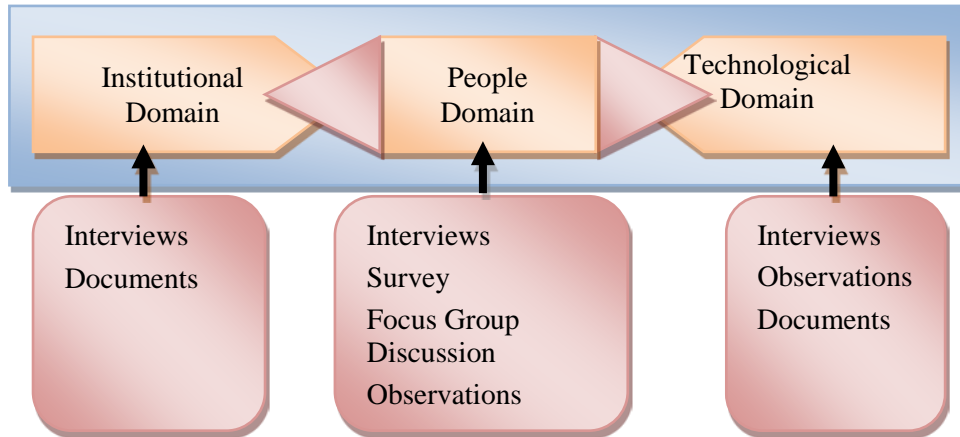 Institutional
Domain
People
Domain
Technological
Domain
Interviews
Documents
Interviews
Survey
Focus Group
Discussion
Observations
Interviews
Observations
Documents